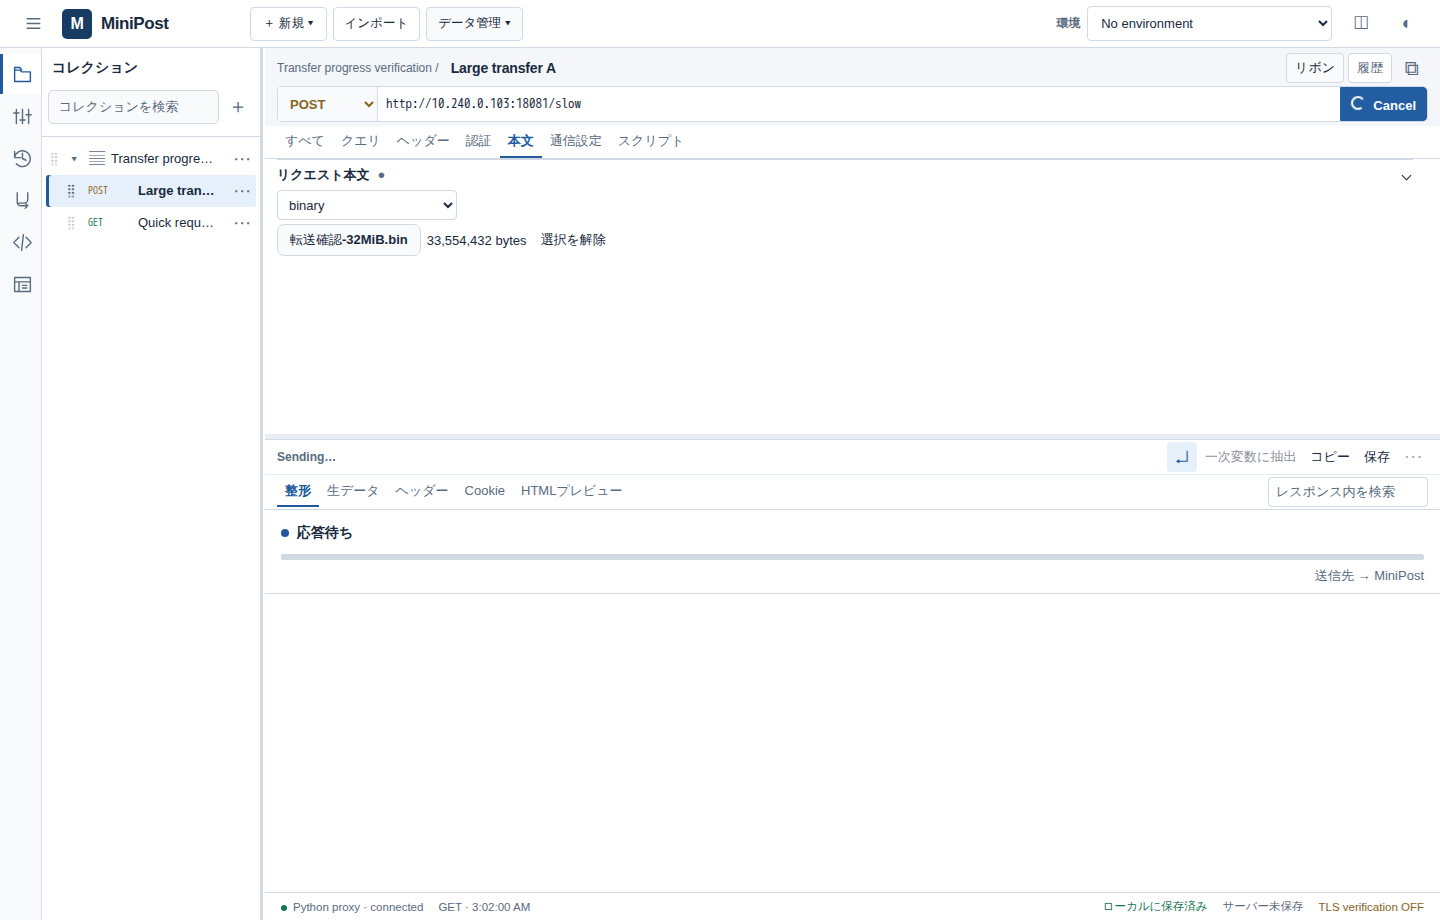 M MiniPost
＋ 新規 ▾ インポート データ管理 ▾
環境 No environment
コレクション
コレクションを検索 +
Transfer progre… ···
POST Large tran… ···
GET Quick requ… ···
Transfer progress verification / Large transfer A
リボン 履歴
POST http://10.240.0.103:18081/slow Cancel
すべて クエリ ヘッダー 認証 本文 通信設定 スクリプト
リクエスト本文 ●
binary
転送確認-32MiB.bin 33,554,432 bytes 選択を解除
Sending…
一次変数に抽出 コピー 保存 ···
整形 生データ ヘッダー Cookie HTMLプレビュー
レスポンス内を検索
応答待ち
送信先 → MiniPost
Python proxy · connected GET · 3:02:00 AM
ローカルに保存済み サーバー未保存 TLS verification OFF